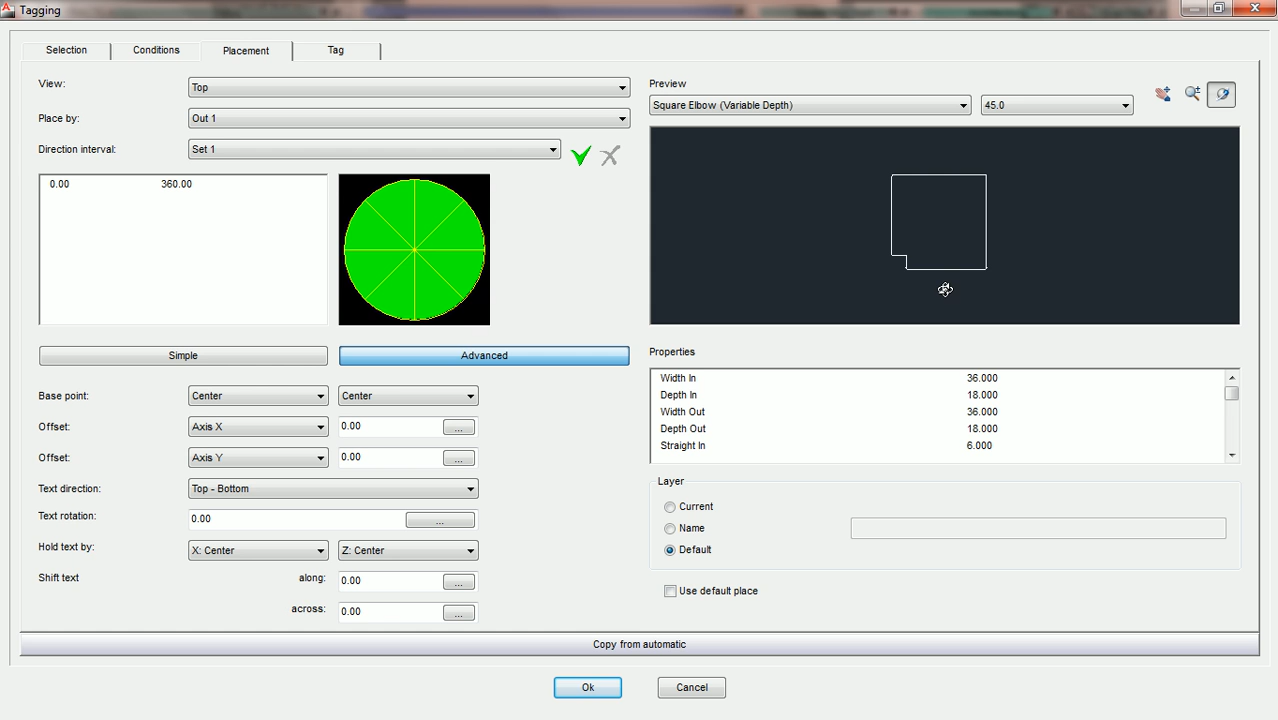 Tagging
Selection
Conditions
Placement
Tag
View:
Top
Place by:
Out 1
Direction interval:
Set 1
0.00 360.00
Simple
Advanced
Base point:
Center
Center
Offset:
Axis X
0.00
...
Offset:
Axis Y
0.00
...
Text direction:
Top - Bottom
Text rotation:
0.00
...
Hold text by:
X: Center
Z: Center
Shift text
along:
0.00
...
across:
0.00
...
Preview
Square Elbow (Variable Depth)
45.0
Properties
Width In 36.000
Depth In 18.000
Width Out 36.000
Depth Out 18.000
Straight In 6.000
Layer
Current
Name
Default
Use default place
Copy from automatic
Ok
Cancel